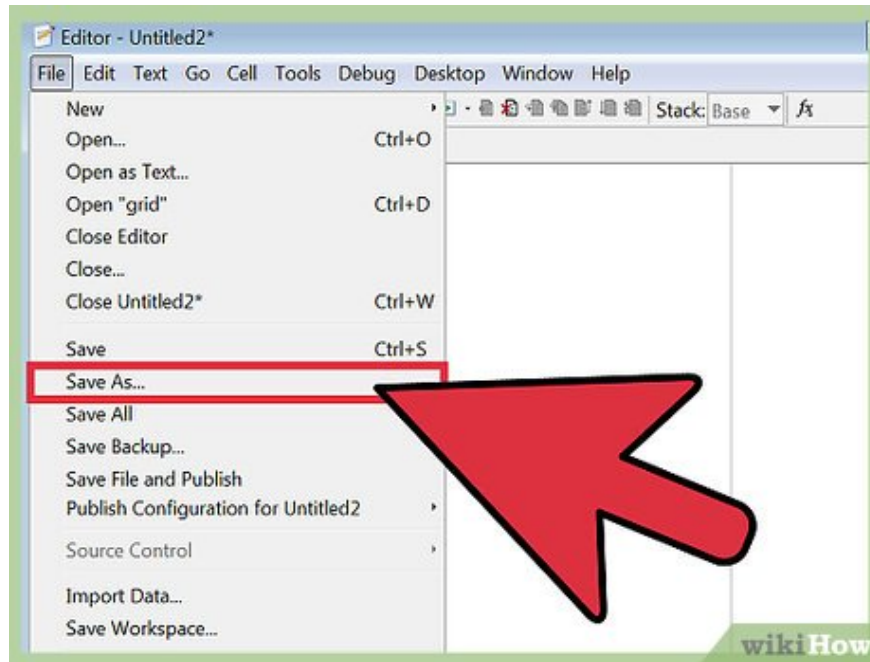 Editor - Untitled2*
File Edit Text Go Cell Tools Debug Desktop Window Help
New
Stack: Base fx
Open... Ctrl+O
Open as Text...
Open "grid" Ctrl+D
Close Editor
Close...
Close Untitled2* Ctrl+W
Save Ctrl+S
Save As...
Save All
Save Backup...
Save File and Publish
Publish Configuration for Untitled2
Source Control
Import Data...
Save Workspace...
wikiHow